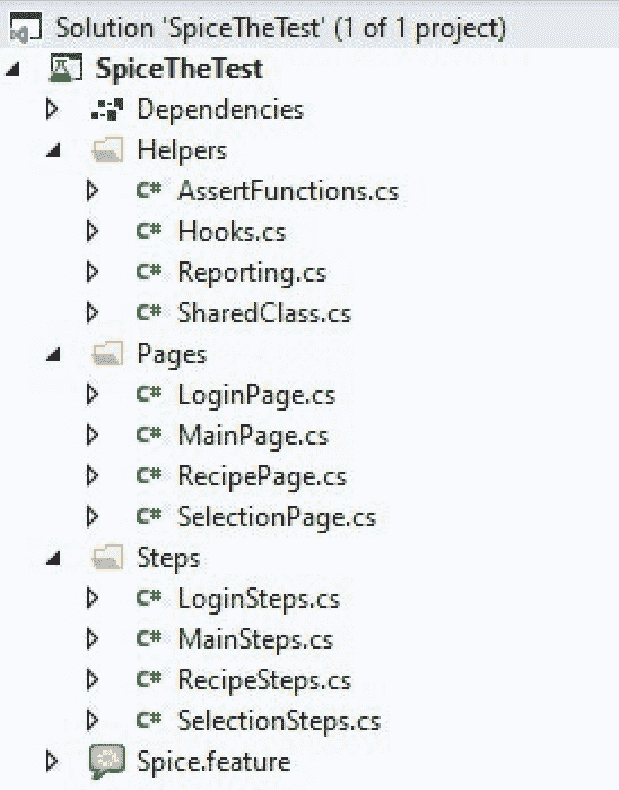 Solution 'SpiceTheTest' (1 of 1 project)
SpiceTheTest
Dependencies
Helpers
C# AssertFunctions.cs
C# Hooks.cs
C# Reporting.cs
C# SharedClass.cs
Pages
C# LoginPage.cs
C# MainPage.cs
C# RecipePage.cs
C# SelectionPage.cs
Steps
C# LoginSteps.cs
C# MainSteps.cs
C# RecipeSteps.cs
C# SelectionSteps.cs
Spice.feature